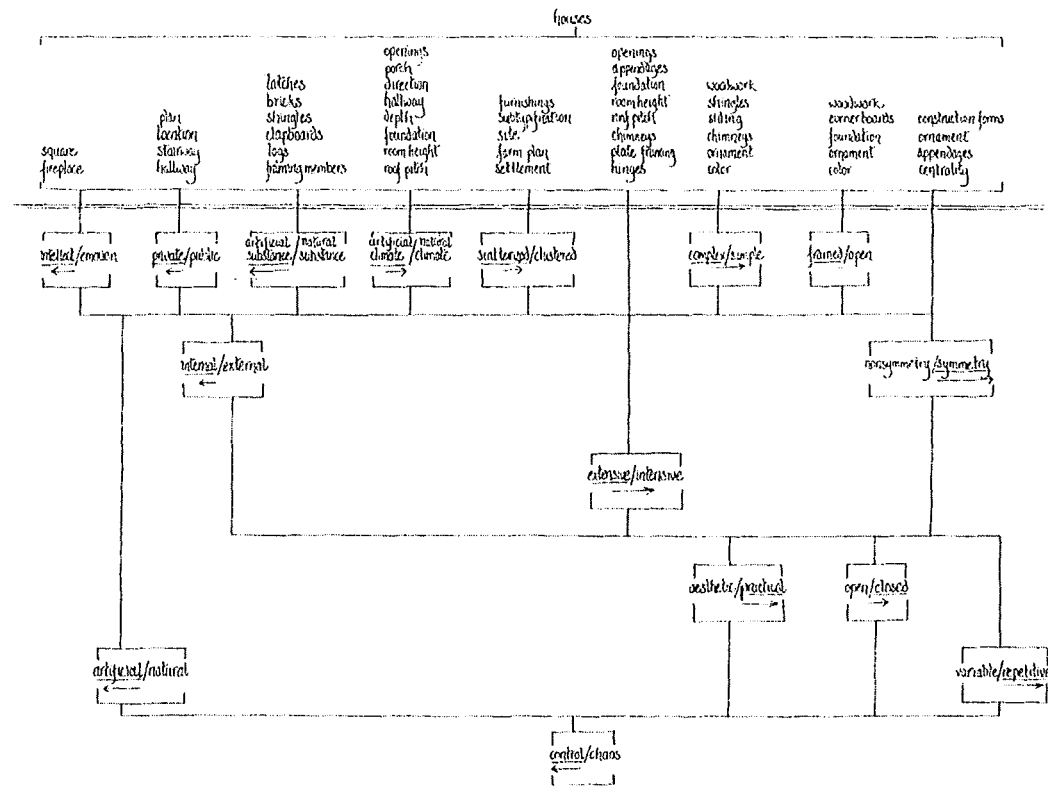 houses
square
fireplace
plan
location
stairway
hallway
latches
bricks
shingles
clapboards
logs
framing members
openings
porch
direction
hallway
depth
foundation
room height
roof pitch
furnishings
subtypification
site
farm plan
settlement
openings
appendages
foundation
room height
roof pitch
chimneys
plate framing
hinges
woodwork
shingles
siding
chimneys
ornament
color
woodwork
cornerboards
foundation
ornament
color
construction forms
ornament
appendages
centrality
intellect/emotion
private/public
artificial substance/natural substance
artificial climate/natural climate
scattered/clustered
complex/simple
framed/open
internal/external
nonsymmetry/symmetry
extensive/intensive
aesthetic/practical
open/closed
artificial/natural
variable/repetitive
control/chaos